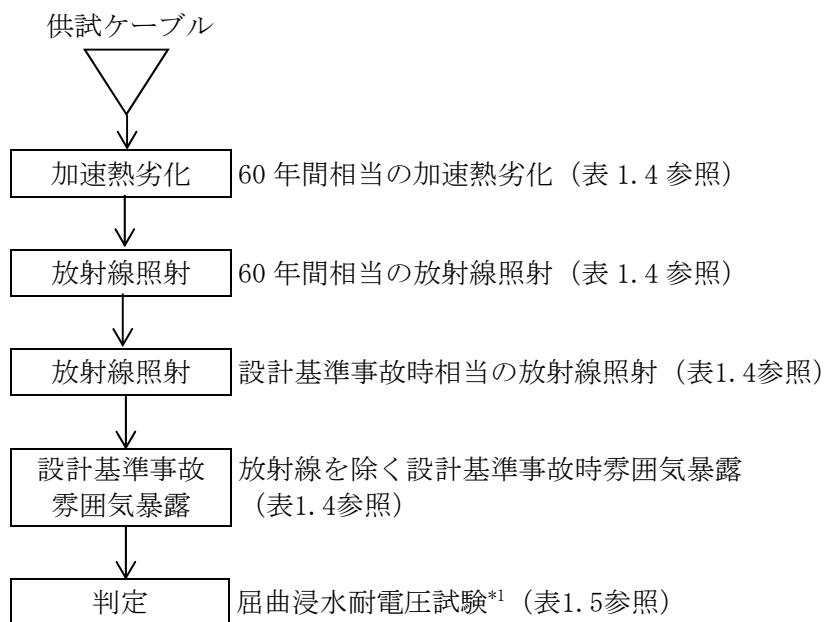 供試ケーブル
加速熱劣化 60 年間相当の加速熱劣化（表 1.4 参照）
放射線照射 60 年間相当の放射線照射（表 1.4 参照）
放射線照射 設計基準事故時相当の放射線照射（表1.4参照）
設計基準事故 放射線を除く設計基準事故時雰囲気暴露
雰囲気暴露 （表1.4参照）
判定 屈曲浸水耐電圧試験*1（表1.5参照）